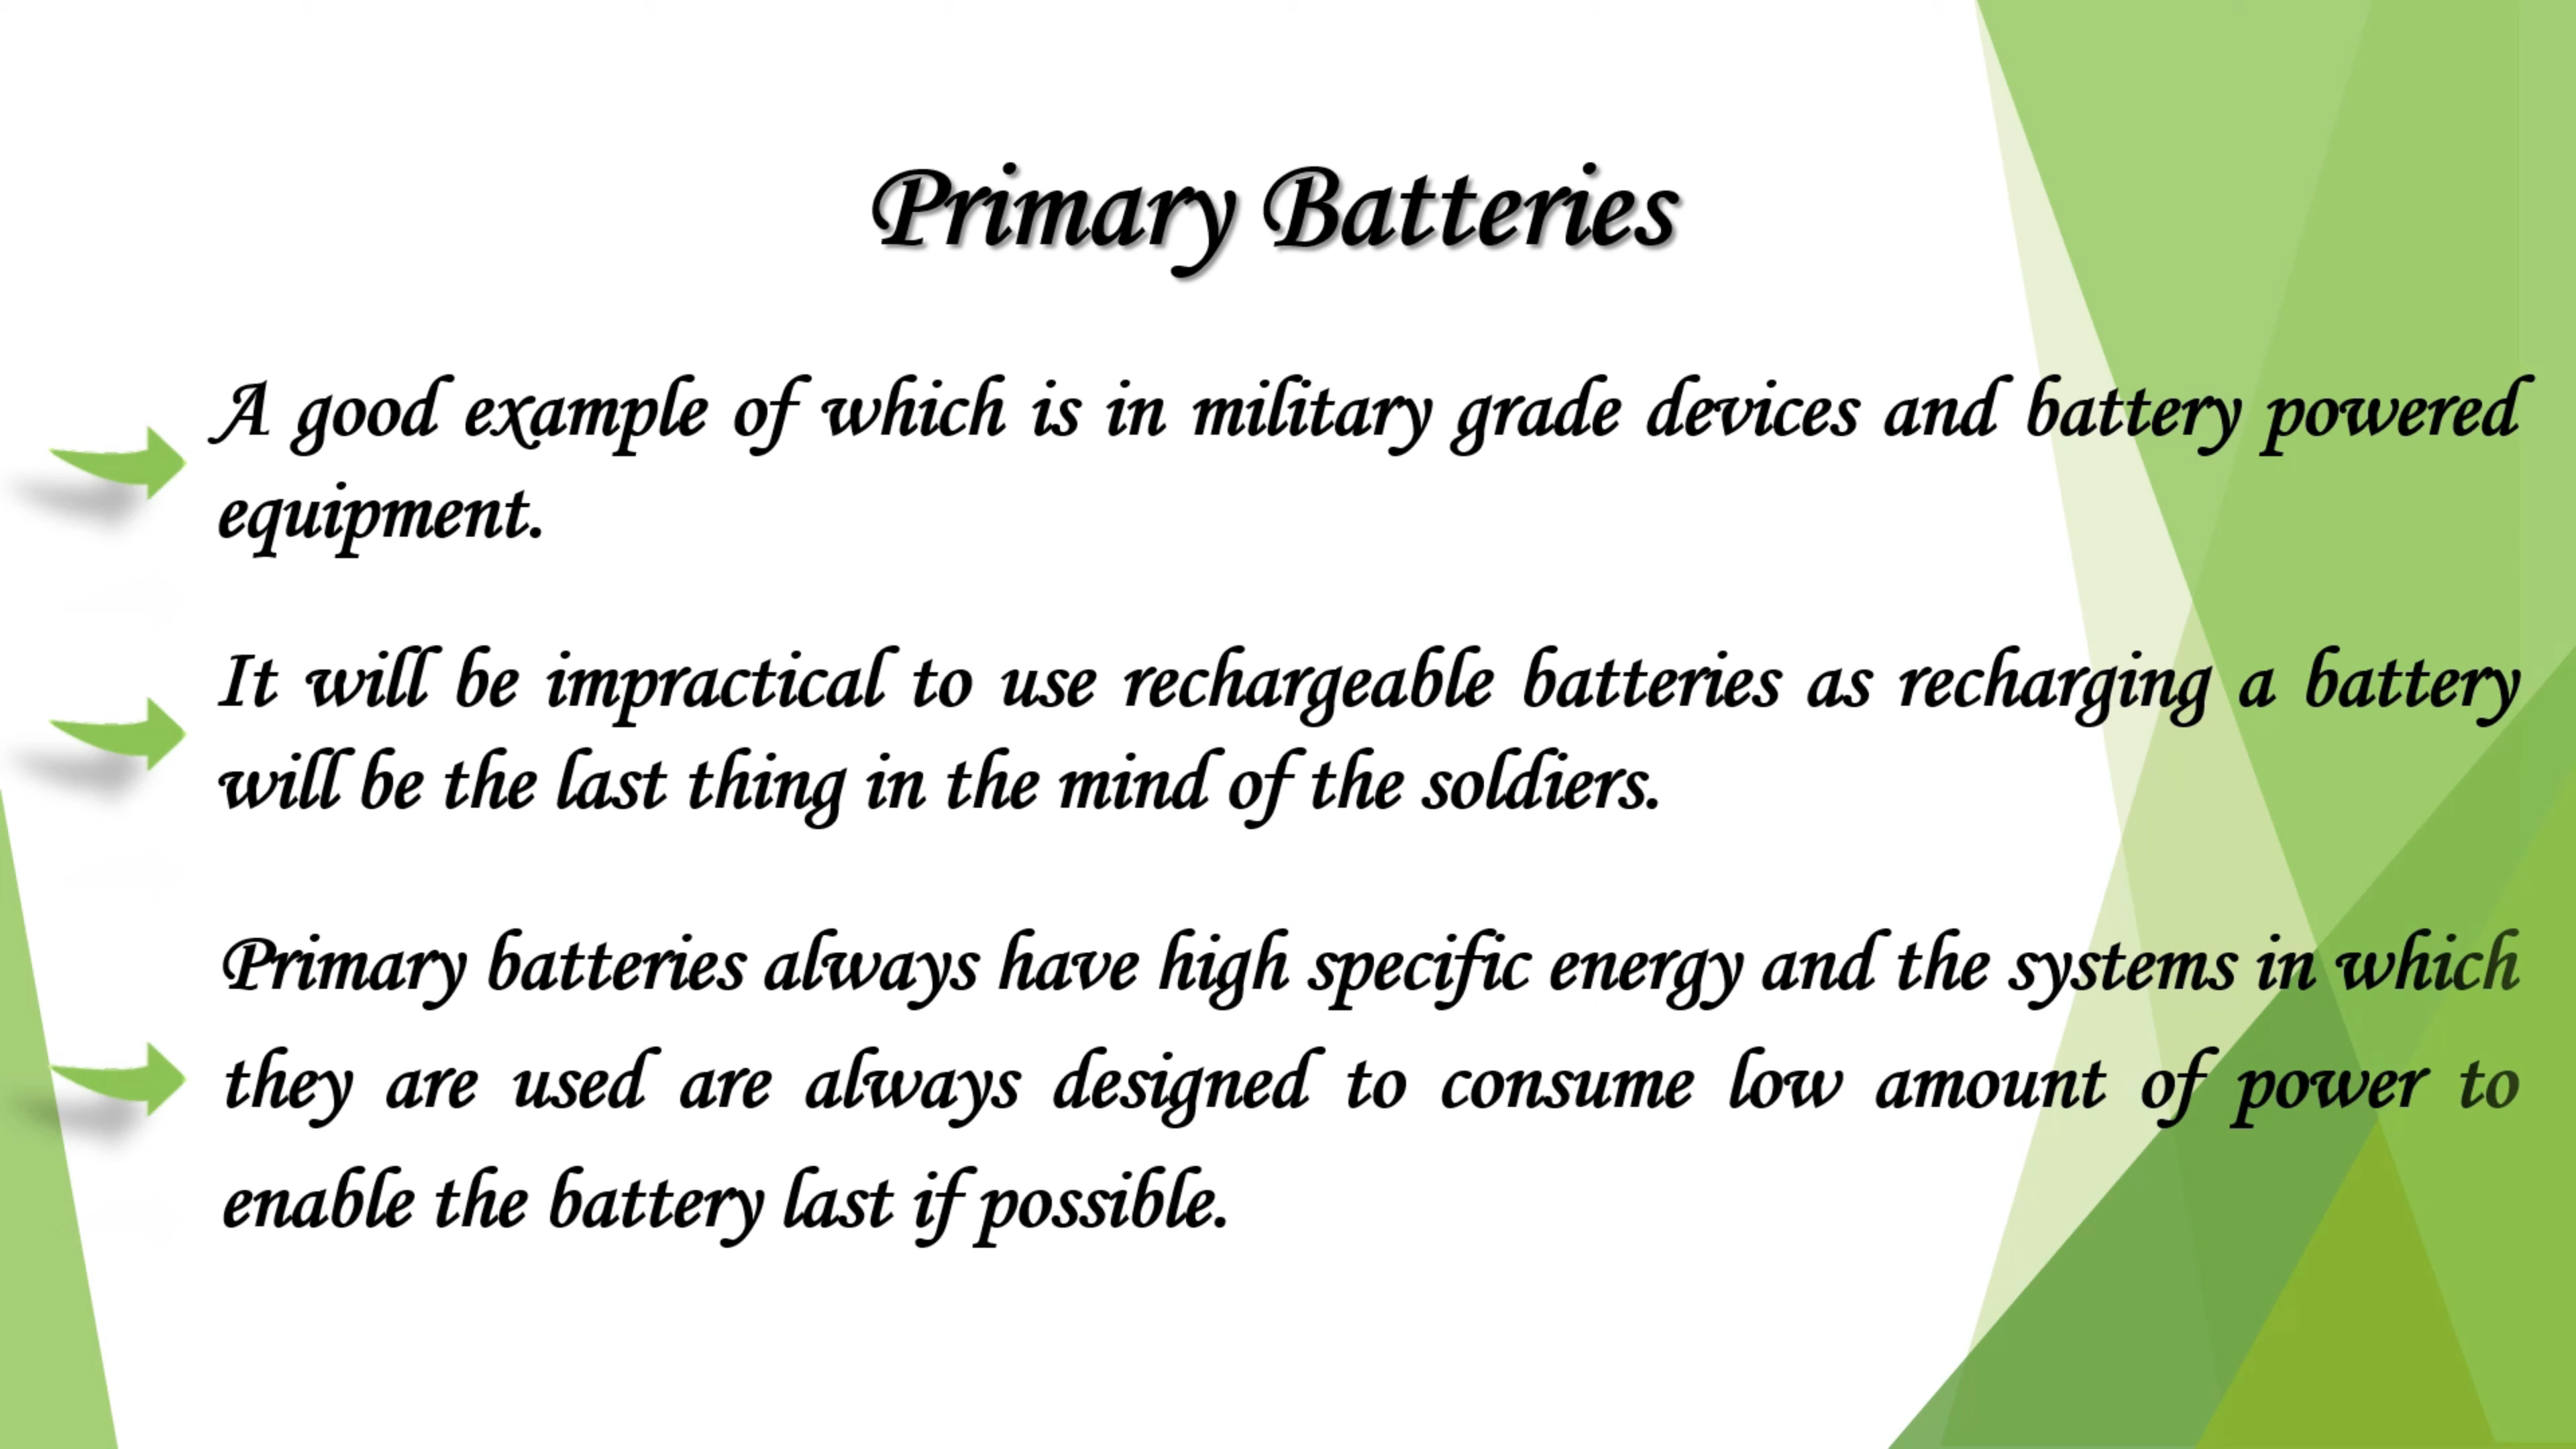 Primary Batteries
A good example of which is in military grade devices and battery powered
equipment.
It will be impractical to use rechargeable batteries as recharging a battery
will be the last thing in the mind of the soldiers.
Primary batteries always have high specific energy and the systems in which
they are used are always designed to consume low amount of power to
enable the battery last if possible.